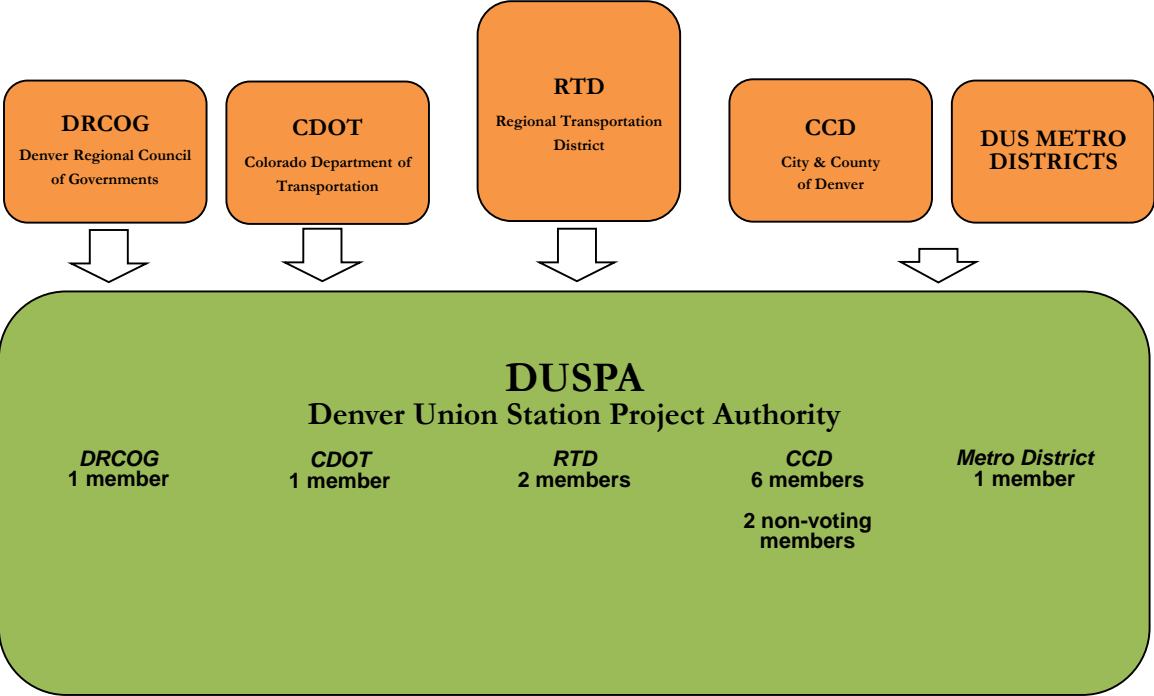 DRCOG
Denver Regional Council
of Governments
CDOT
Colorado Department of
Transportation
RTD
Regional Transportation
District
CCD
City & County
of Denver
DUS METRO
DISTRICTS
DUSPA
Denver Union Station Project Authority
DRCOG
1 member
CDOT
1 member
RTD
2 members
CCD
6 members
2 non-voting
members
Metro District
1 member